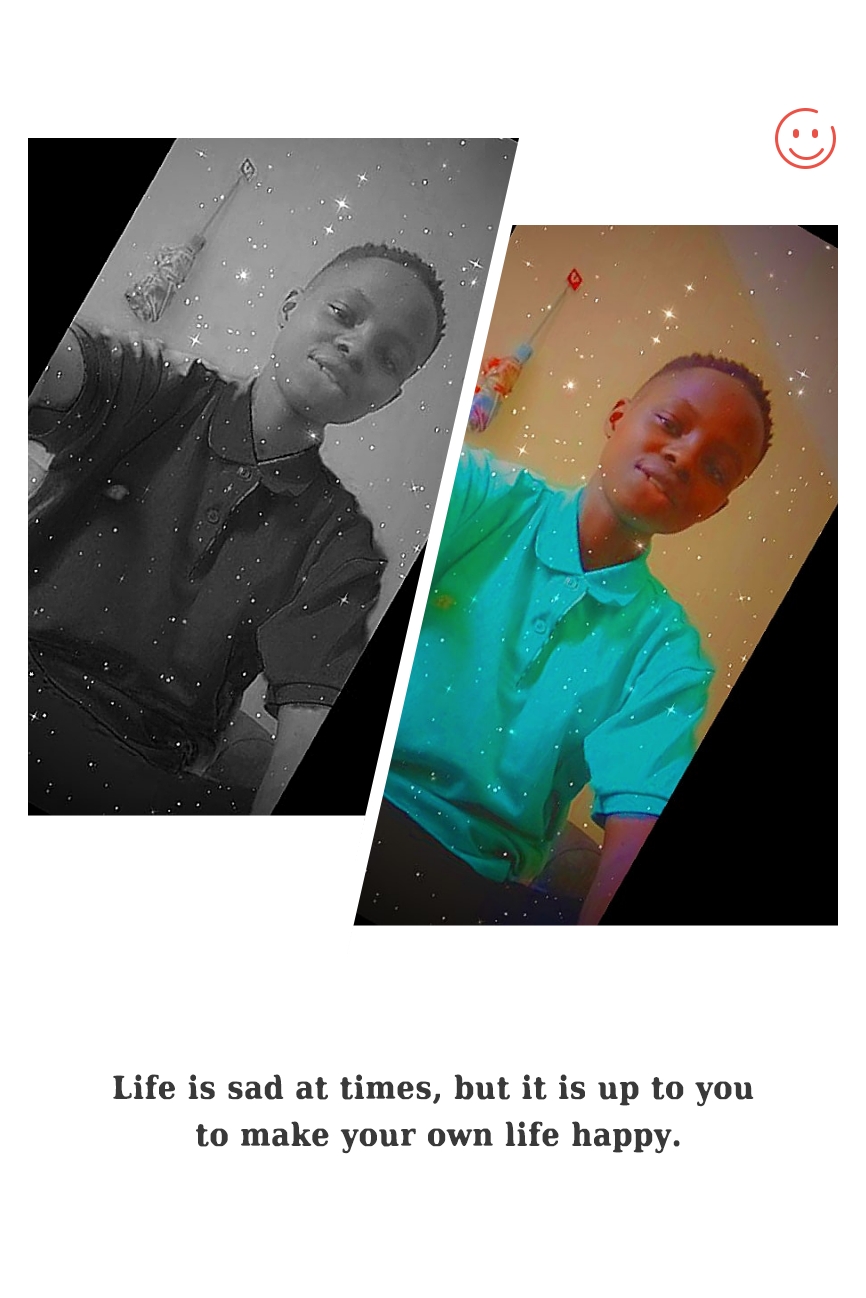 Life is sad at times, but it is up to you
to make your own life happy.